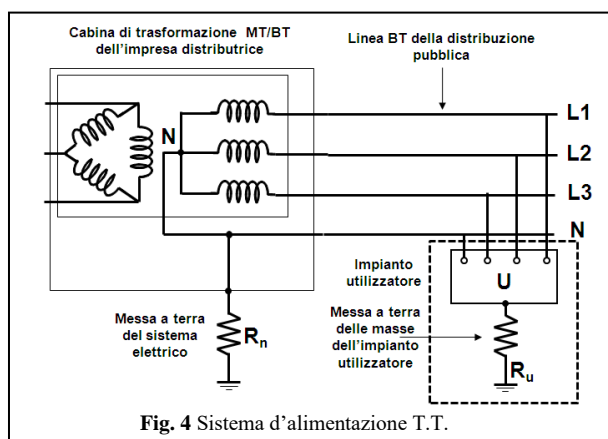 Cabina di trasformazione MT/BT
dell'impresa distributrice
Linea BT della distribuzione
pubblica
N
L1
L2
L3
N
Impianto
utilizzatore
U
Messa a terra
del sistema
elettrico
Rn
Messa a terra
delle masse
dell'impianto
utilizzatore
Ru
Fig. 4 Sistema d'alimentazione T.T.